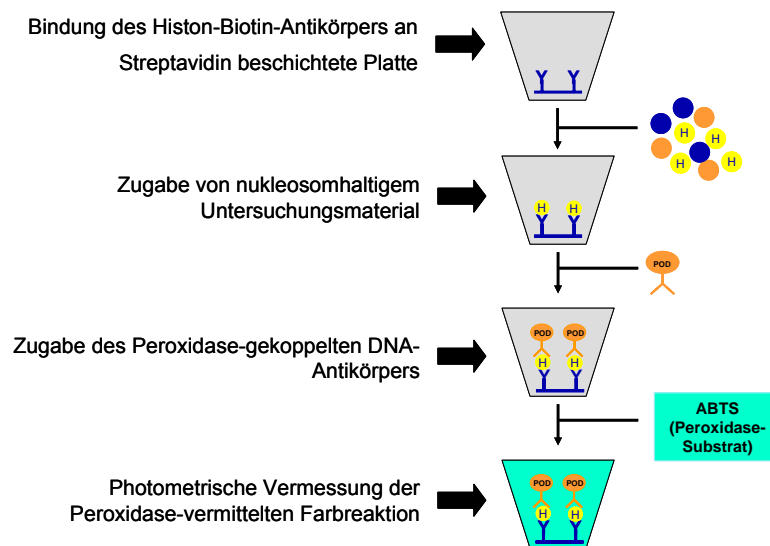 Bindung des Histon-Biotin-Antikörpers an
Streptavidin beschichtete Platte
H
H
H
H
Zugabe von nukleosomhaltigem
Untersuchungsmaterial
H H
POD
Zugabe des Peroxidase-gekoppelten DNA-
Antikörpers
POD POD
H H
ABTS
(Peroxidase-
Substrat)
Photometrische Vermessung der
Peroxidase-vermittelten Farbreaktion
POD POD
H H